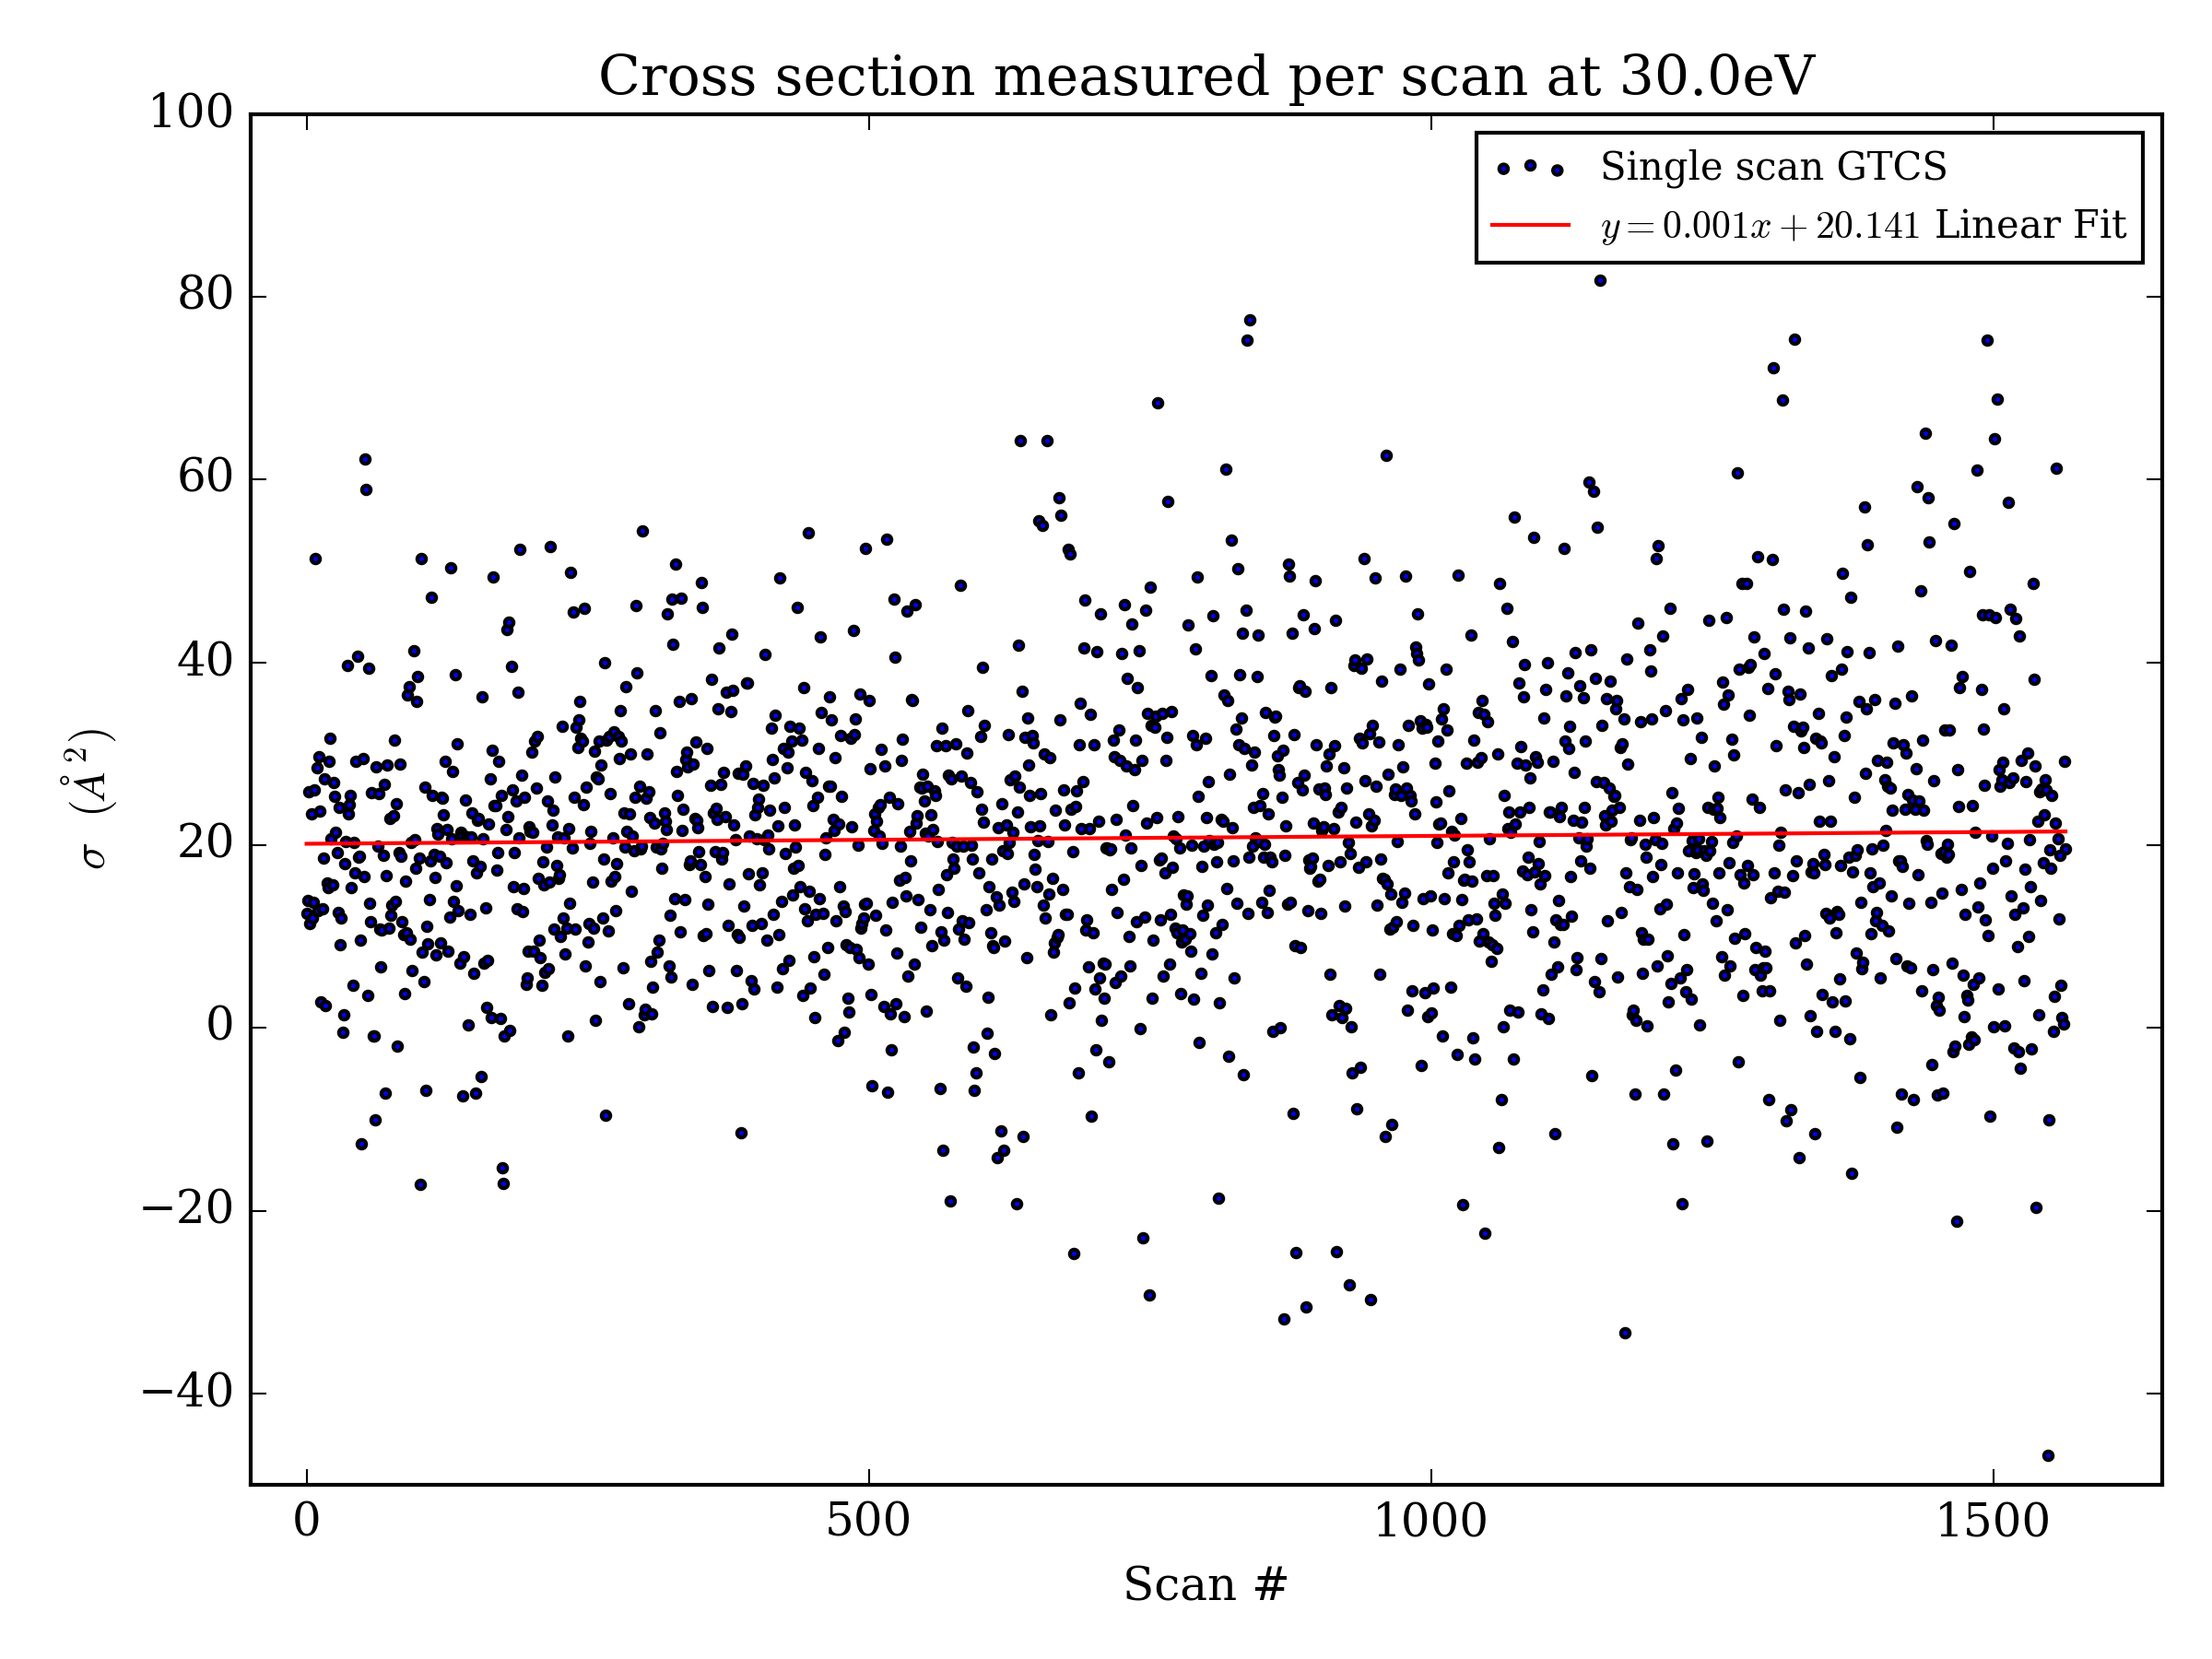 Cross section measured per scan at 30.0eV
100
80
60
40
20
0
−20
−40
σ (Å²)
Single scan GTCS
y = 0.001x + 20.141 Linear Fit
0 500 1000 1500
Scan #